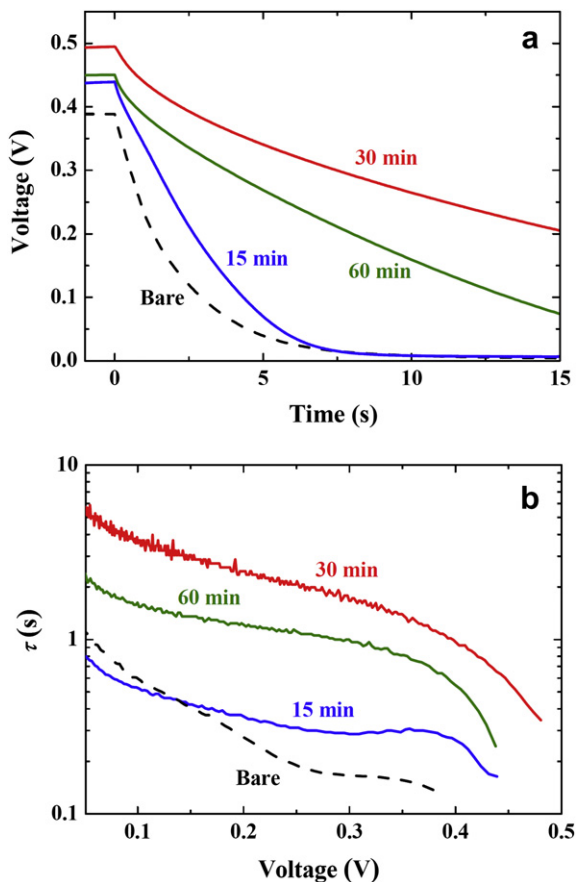 a
0.5
0.4
0.3
0.2
0.1
0.0
Voltage (V)
30 min
60 min
15 min
Bare
0
5
10
15
Time (s)
b
10
1
0.1
τ (s)
30 min
60 min
15 min
Bare
0.1
0.2
0.3
0.4
0.5
Voltage (V)